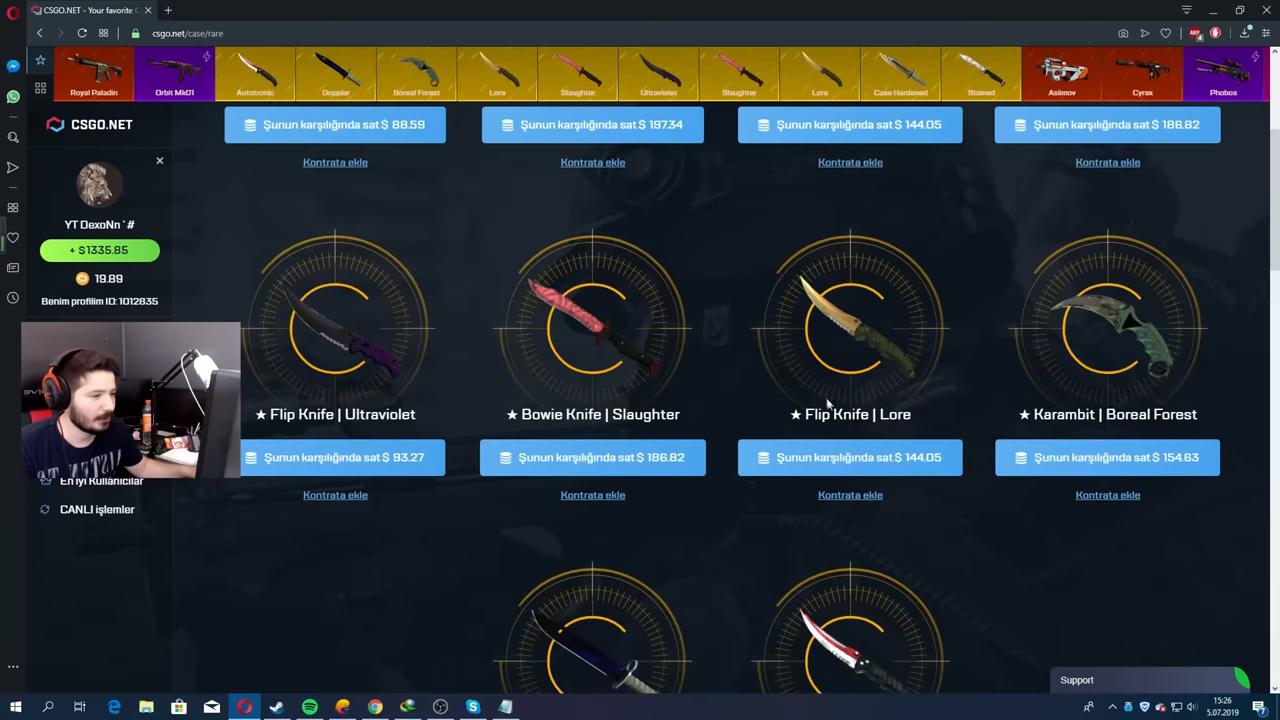 CSGO.NET - Your favorite C
csgo.net/case/rare
Royal Paladin
Orbit Mk01
Autotronic
Doppler
Boreal Forest
Lore
Slaughter
Ultraviolet
Slaughter
Lore
Case Hardened
Stained
Asiimov
Cyrex
Phobos
CSGO.NET
Şunun karşılığında sat $ 88.59
Şunun karşılığında sat $ 197.34
Şunun karşılığında sat $ 144.05
Şunun karşılığında sat $ 186.82
Kontrata ekle
Kontrata ekle
Kontrata ekle
Kontrata ekle
YT DexoNn`#
+ $1335.85
19.89
Benim profilim ID: 1012835
★ Flip Knife | Ultraviolet
★ Bowie Knife | Slaughter
★ Flip Knife | Lore
★ Karambit | Boreal Forest
Şunun karşılığında sat $ 93.27
Şunun karşılığında sat $ 186.82
Şunun karşılığında sat $ 144.05
Şunun karşılığında sat $ 154.63
Kontrata ekle
Kontrata ekle
Kontrata ekle
Kontrata ekle
En iyi Kullanıcılar
CANLI işlemler
Support
15:26
5.07.2019